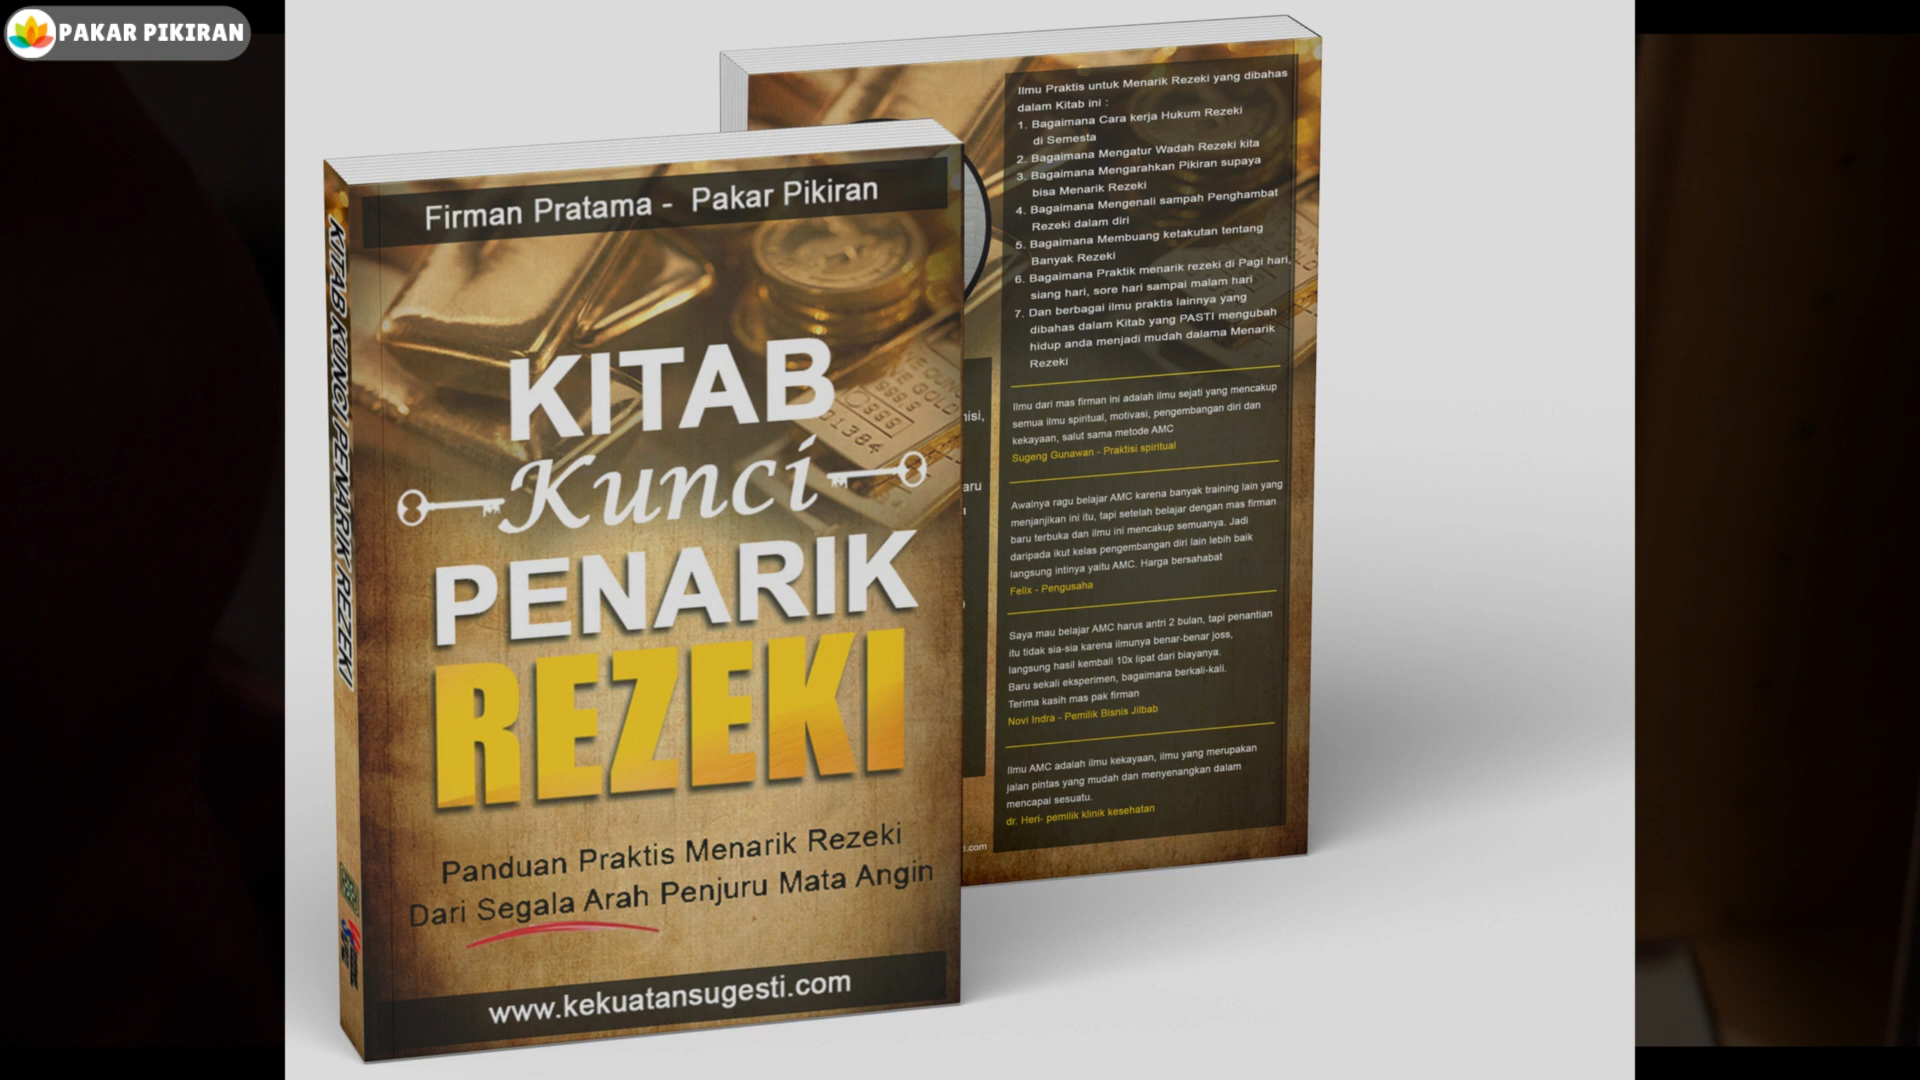 PAKAR PIKIRAN
Firman Pratama - Pakar Pikiran
KITAB
Kunci
PENARIK
REZEKI
Panduan Praktis Menarik Rezeki
Dari Segala Arah Penjuru Mata Angin
www.kekuatansugesti.com
KITAB KUNCI PENARIK REZEKI
Ilmu Praktis untuk Menarik Rezeki yang dibahas
dalam Kitab ini :
1. Bagaimana Cara kerja Hukum Rezeki
di Semesta
2. Bagaimana Mengatur Wadah Rezeki kita
3. Bagaimana Mengarahkan Pikiran supaya
bisa Menarik Rezeki
4. Bagaimana Mengenali sampah Penghambat
Rezeki dalam diri
5. Bagaimana Membuang ketakutan tentang
Banyak Rezeki
6. Bagaimana Praktik menarik rezeki di Pagi hari,
siang hari, sore hari sampai malam hari
7. Dan berbagai ilmu praktis lainnya yang
dibahas dalam Kitab yang PASTI mengubah
hidup anda menjadi mudah dalama Menarik
Rezeki
Ilmu dari mas firman ini adalah ilmu sejati yang mencakup
semua ilmu spiritual, motivasi, pengembangan diri dan
kekayaan, salut sama metode AMC
Sugeng Gunawan - Praktisi spiritual
Awalnya ragu belajar AMC karena banyak training lain yang
menjanjikan ini itu, tapi setelah belajar dengan mas firman
baru terbuka dan ilmu ini mencakup semuanya. Jadi
daripada ikut kelas pengembangan diri lain lebih baik
langsung intinya yaitu AMC. Harga bersahabat
Felix - Pengusaha
Saya mau belajar AMC harus antri 2 bulan, tapi penantian
itu tidak sia-sia karena ilmunya benar-benar joss,
langsung hasil kembali 10x lipat dari biayanya.
Baru sekali eksperimen, bagaimana berkali-kali.
Terima kasih mas pak firman
Novi Indra - Pemilik Bisnis Jilbab
Ilmu AMC adalah ilmu kekayaan, ilmu yang merupakan
jalan pintas yang mudah dan menyenangkan dalam
mencapai sesuatu.
dr. Heri- pemilik klinik kesehatan